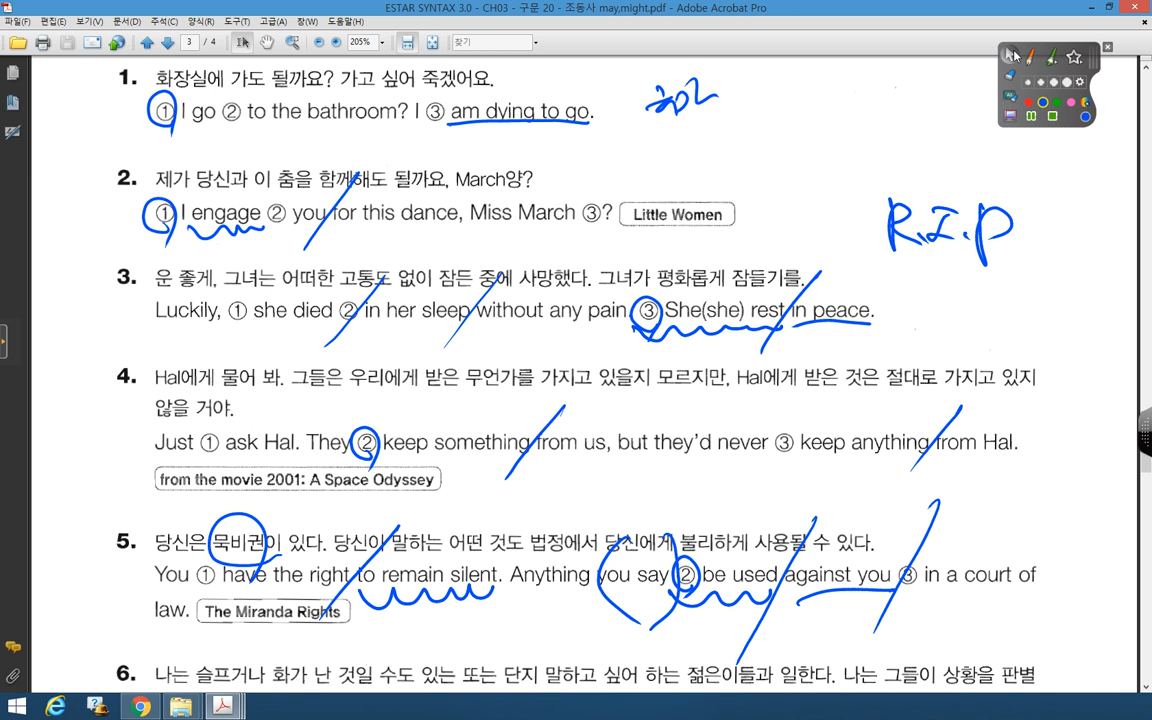 ESTAR SYNTAX 3.0 - CH03 - 구문 20 - 조동사 may,might.pdf - Adobe Acrobat Pro
파일(F) 편집(E) 보기(V) 문서(D) 주석(C) 양식(R) 도구(T) 고급(A) 창(W) 도움말(H)
3 / 4 205% 찾기
1. 화장실에 가도 될까요? 가고 싶어 죽겠어요.
① I go ② to the bathroom? I ③ am dying to go.
2. 제가 당신과 이 춤을 함께해도 될까요, March양?
① I engage ② you for this dance, Miss March ③? Little Women
R.I.P
3. 운 좋게, 그녀는 어떠한 고통도 없이 잠든 중에 사망했다. 그녀가 평화롭게 잠들기를.
Luckily, ① she died ② in her sleep without any pain. ③ She(she) rest in peace.
4. Hal에게 물어 봐. 그들은 우리에게 받은 무언가를 가지고 있을지 모르지만, Hal에게 받은 것은 절대로 가지고 있지
않을 거야.
Just ① ask Hal. They ② keep something from us, but they'd never ③ keep anything from Hal.
from the movie 2001: A Space Odyssey
5. 당신은 묵비권이 있다. 당신이 말하는 어떤 것도 법정에서 당신에게 불리하게 사용될 수 있다.
You ① have the right to remain silent. Anything you say ② be used against you ③ in a court of
law. The Miranda Rights
6. 나는 슬프거나 화가 난 것일 수도 있는 또는 단지 말하고 싶어 하는 젊은이들과 일한다. 나는 그들이 상황을 판별